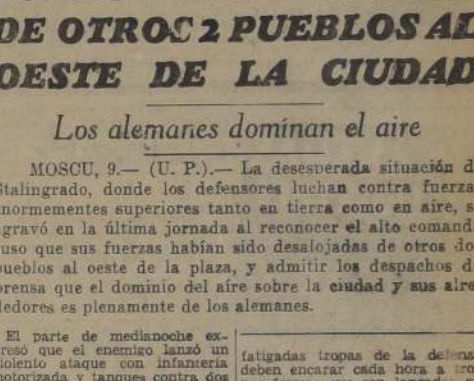 DE OTROS 2 PUEBLOS AL
OESTE DE LA CIUDAD
Los alemanes dominan el aire
MOSCU, 9.— (U. P.).— La desesperada situación d
Stalingrado, donde los defensores luchan contra fuerza
enormemente superiores tanto en tierra como en aire, s
agravó en la última jornada al reconocer el alto comand
ruso que sus fuerzas habían sido desalojadas de otros do
pueblos al oeste de la plaza, y admitir los despachos d
prensa que el dominio del aire sobre la ciudad y sus alre
dedores es plenamente de los alemanes.
El parte de medianoche ex-
presó que el enemigo lanzó un
violento ataque con infantería
motorizada y tanques contra dos
fatigadas tropas de la defens
deben encarar cada hora a